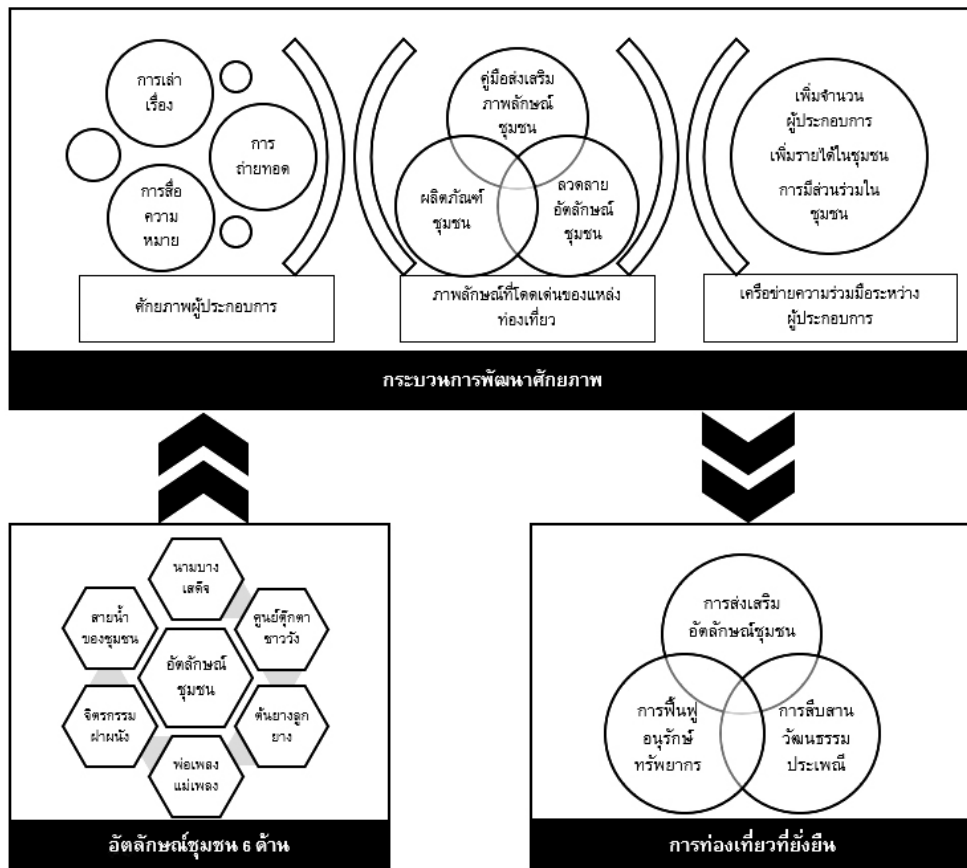 การเล่า
เรื่อง
การ
ถ่ายทอด
การสื่อ
ความ
หมาย
ศักยภาพผู้ประกอบการ
คู่มือส่งเสริม
ภาพลักษณ์
ชุมชน
ผลิตภัณฑ์
ชุมชน
ลวดลาย
อัตลักษณ์
ชุมชน
ภาพลักษณ์ที่โดดเด่นของแหล่ง
ท่องเที่ยว
เพิ่มจำนวน
ผู้ประกอบการ
เพิ่มรายได้ในชุมชน
การมีส่วนร่วมใน
ชุมชน
เครือข่ายความร่วมมือระหว่าง
ผู้ประกอบการ
กระบวนการพัฒนาศักยภาพ
นามบาง
เสด็จ
ศูนย์ตุ๊กตา
ชาววัง
ต้นยางลูก
ยาง
พ่อเพลง
แม่เพลง
จิตรกรรม
ฝาผนัง
สายน้ำ
ของชุมชน
อัตลักษณ์
ชุมชน
อัตลักษณ์ชุมชน 6 ด้าน
การส่งเสริม
อัตลักษณ์ชุมชน
การฟื้นฟู
อนุรักษ์
ทรัพยากร
การสืบสาน
วัฒนธรรม
ประเพณี
การท่องเที่ยวที่ยั่งยืน